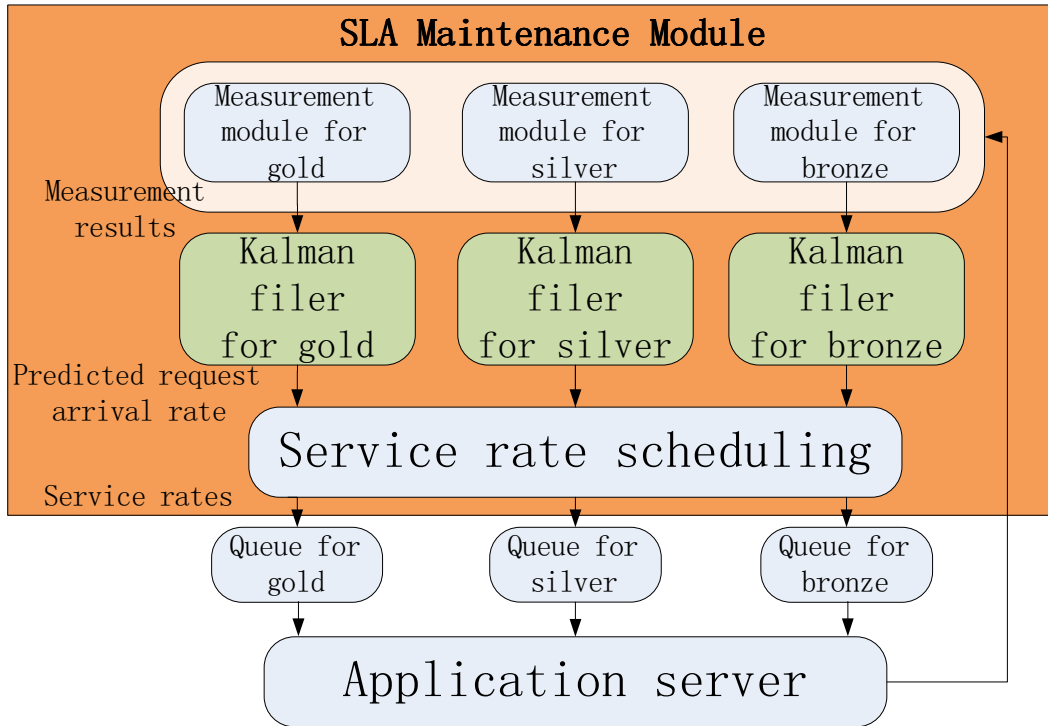 SLA Maintenance Module
Measurement
module for
gold
Measurement
module for
silver
Measurement
module for
bronze
Measurement
results
Kalman
filer
for gold
Kalman
filer
for silver
Kalman
filer
for bronze
Predicted request
arrival rate
Service rate scheduling
Service rates
Queue for
gold
Queue for
silver
Queue for
bronze
Application server